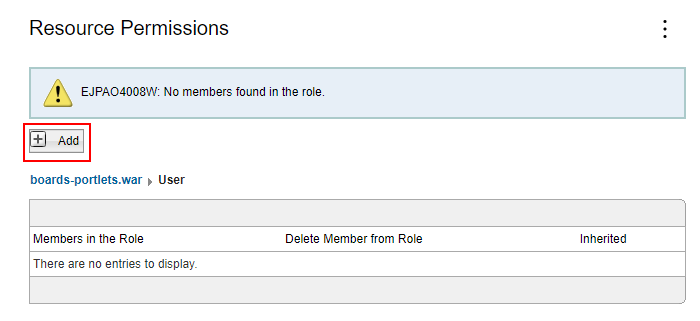 Resource Permissions
EJPAO4008W: No members found in the role.
Add
boards-portlets.war User
Members in the Role Delete Member from Role Inherited
There are no entries to display.